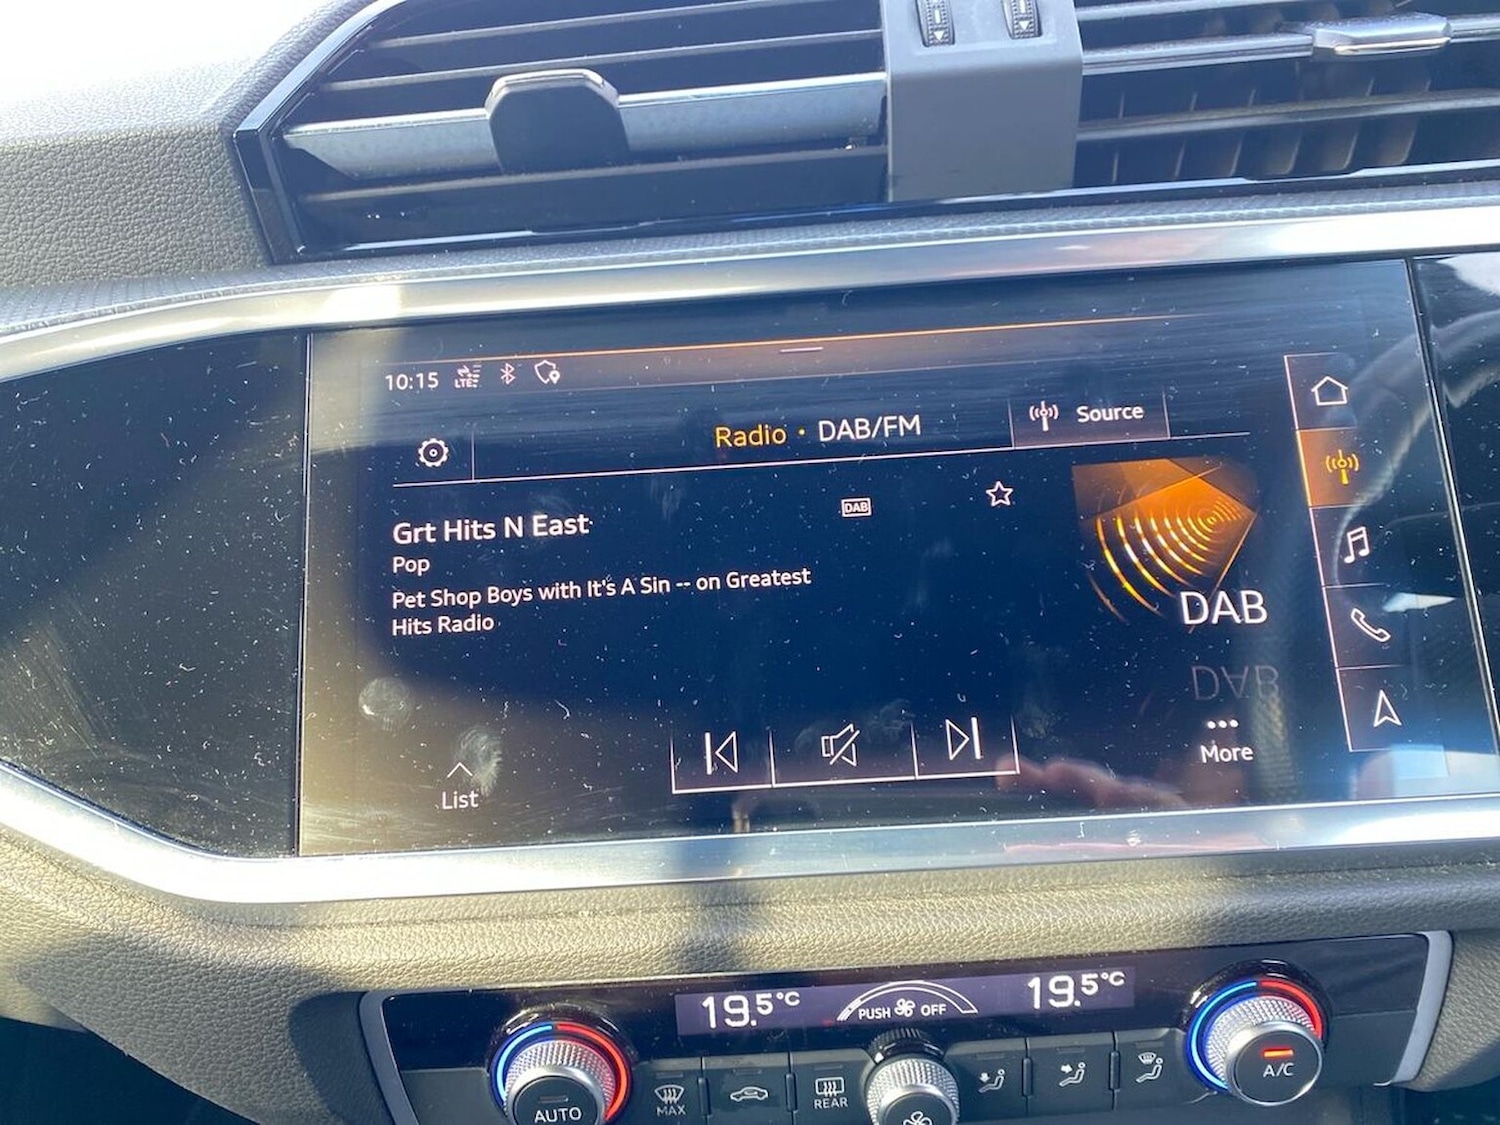 10:15 LTE
Radio · DAB/FM
Source
Grt Hits N East
DAB
Pop
Pet Shop Boys with It's A Sin -- on Greatest
Hits Radio
DAB
List
More
19.5°C
PUSH OFF
19.5°C
AUTO
MAX
REAR
A/C